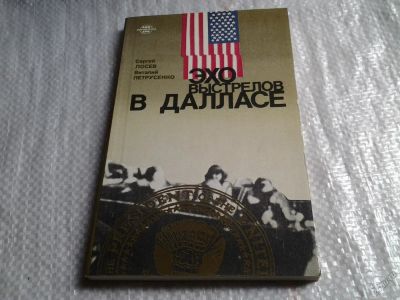 Сергей
ЛОСЕВ
Виталий
ПЕТРУСЕНКО
ЭХО
ВЫСТРЕЛОВ
В ДАЛЛАСЕ